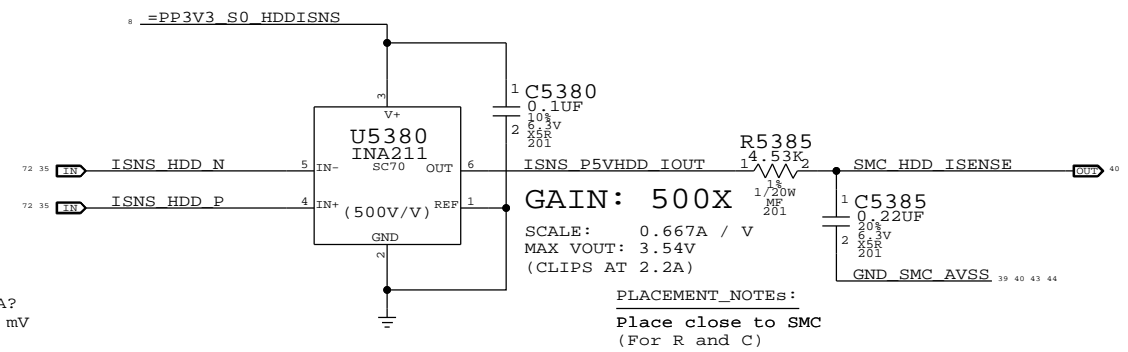 8 =PP3V3_S0_HDDISNS
3
V+
U5380
INA211
SC70
(500V/V)
72 35 IN ISNS_HDD_N 5 IN-
72 35 IN ISNS_HDD_P 4 IN+
OUT 6 ISNS_P5VHDD_IOUT
REF 1
GND
2
1 C5380
0.1UF
10%
6.3V
2 X5R
201
R5385
1 4.53K 2
1%
1/20W
MF
201
SMC_HDD_ISENSE OUT 40
1 C5385
0.22UF
20%
6.3V
2 X5R
201
GND_SMC_AVSS 39 40 43 44
GAIN: 500X
SCALE: 0.667A / V
MAX VOUT: 3.54V
(CLIPS AT 2.2A)
PLACEMENT_NOTEs:
Place close to SMC
(For R and C)
A?
mV